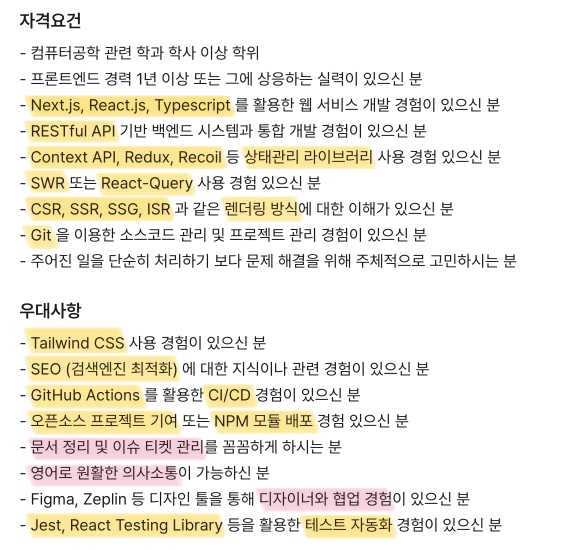 자격요건
- 컴퓨터공학 관련 학과 학사 이상 학위
- 프론트엔드 경력 1년 이상 또는 그에 상응하는 실력이 있으신 분
- Next.js, React.js, Typescript 를 활용한 웹 서비스 개발 경험이 있으신 분
- RESTful API 기반 백엔드 시스템과 통합 개발 경험이 있으신 분
- Context API, Redux, Recoil 등 상태관리 라이브러리 사용 경험 있으신 분
- SWR 또는 React-Query 사용 경험 있으신 분
- CSR, SSR, SSG, ISR 과 같은 렌더링 방식에 대한 이해가 있으신 분
- Git 을 이용한 소스코드 관리 및 프로젝트 관리 경험이 있으신 분
- 주어진 일을 단순히 처리하기 보다 문제 해결을 위해 주체적으로 고민하시는 분
우대사항
- Tailwind CSS 사용 경험이 있으신 분
- SEO (검색엔진 최적화) 에 대한 지식이나 관련 경험이 있으신 분
- GitHub Actions 를 활용한 CI/CD 경험이 있으신 분
- 오픈소스 프로젝트 기여 또는 NPM 모듈 배포 경험 있으신 분
- 문서 정리 및 이슈 티켓 관리를 꼼꼼하게 하시는 분
- 영어로 원활한 의사소통이 가능하신 분
- Figma, Zeplin 등 디자인 툴을 통해 디자이너와 협업 경험이 있으신 분
- Jest, React Testing Library 등을 활용한 테스트 자동화 경험이 있으신 분